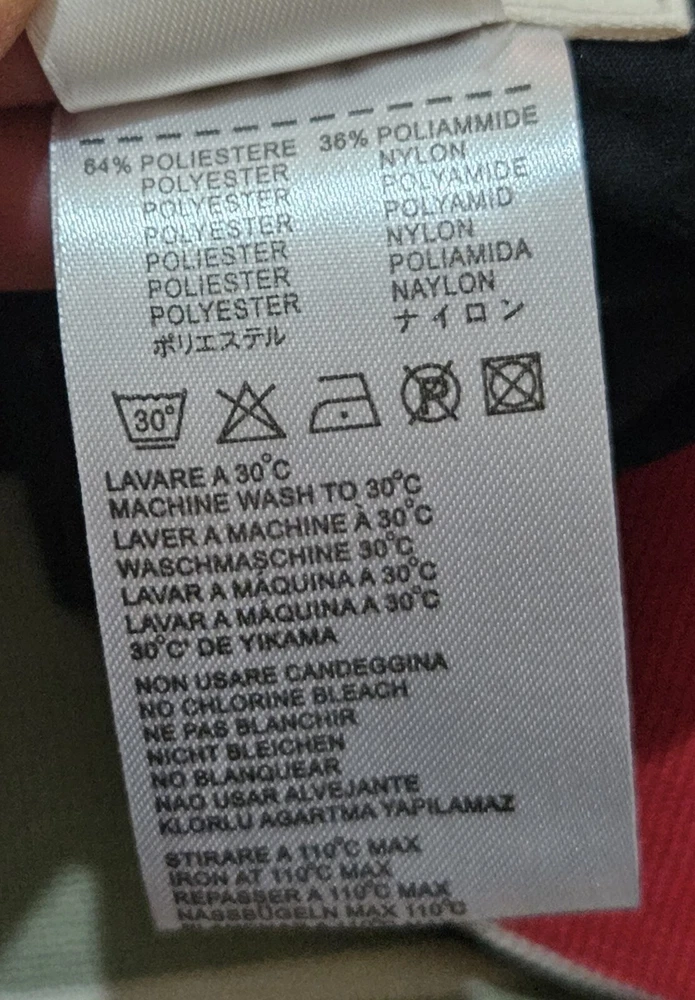 64% POLIESTERE 36% POLIAMMIDE
POLYESTER NYLON
POLYESTER POLYAMIDE
POLYESTER POLYAMID
POLIESTER NYLON
POLIESTER POLIAMIDA
POLYESTER NAYLON
ポリエステル ナイロン
30°
P
LAVARE A 30°C
MACHINE WASH TO 30°C
LAVER A MACHINE À 30°C
WASCHMASCHINE 30°C
LAVAR A MÁQUINA A 30°C
LAVAR A MÁQUINA A 30°C
30°C' DE YIKAMA
NON USARE CANDEGGINA
NO CHLORINE BLEACH
NE PAS BLANCHIR
NICHT BLEICHEN
NO BLANQUEAR
NAO USAR ALVEJANTE
KLORLU AGARTMA YAPILAMAZ
STIRARE A 110°C MAX
IRON AT 110°C MAX
REPASSER A 110°C MAX
NASSBÜGELN MAX 110°C